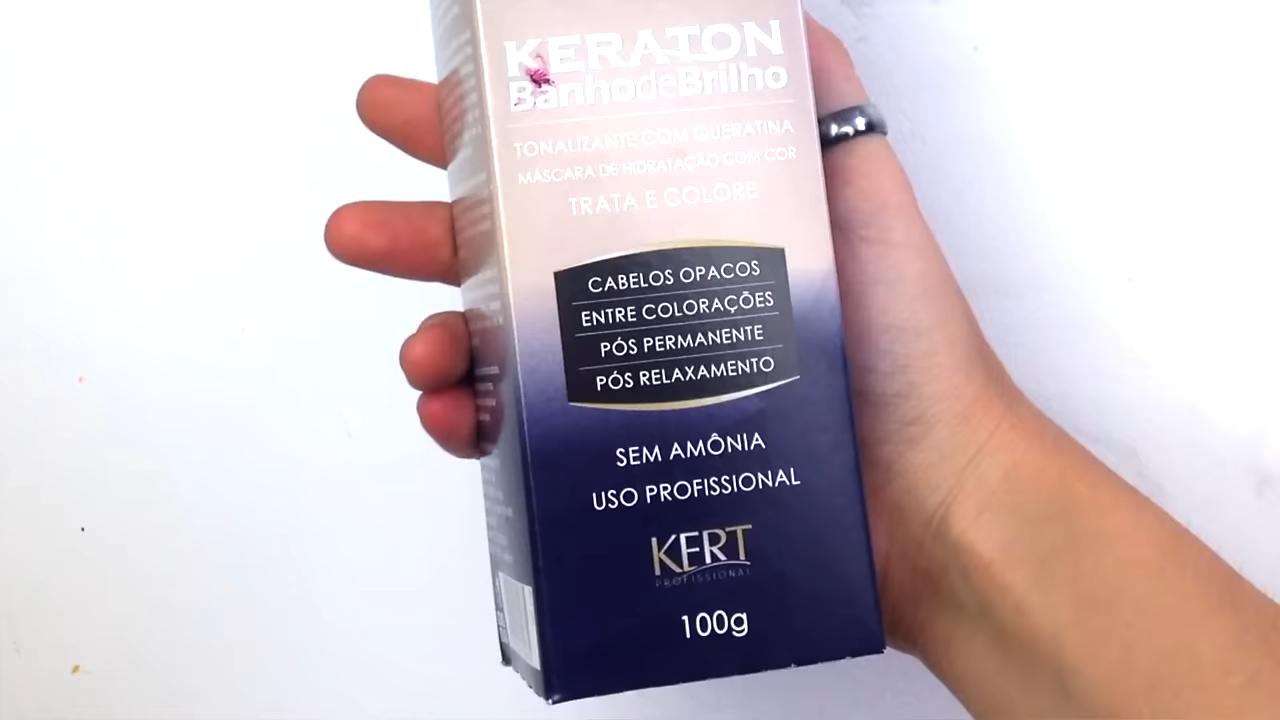 KERATON
BanhodeBrilho
TONALIZANTE COM QUERATINA
MÁSCARA DE HIDRATAÇÃO COM COR
TRATA E COLORE
CABELOS OPACOS
ENTRE COLORAÇÕES
PÓS PERMANENTE
PÓS RELAXAMENTO
SEM AMÔNIA
USO PROFISSIONAL
KERT
PROFISSIONAL
100g